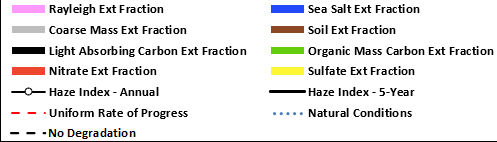 Rayleigh Ext Fraction Sea Salt Ext Fraction
Coarse Mass Ext Fraction Soil Ext Fraction
Light Absorbing Carbon Ext Fraction Organic Mass Carbon Ext Fraction
Nitrate Ext Fraction Sulfate Ext Fraction
Haze Index - Annual Haze Index - 5-Year
Uniform Rate of Progress Natural Conditions
No Degradation